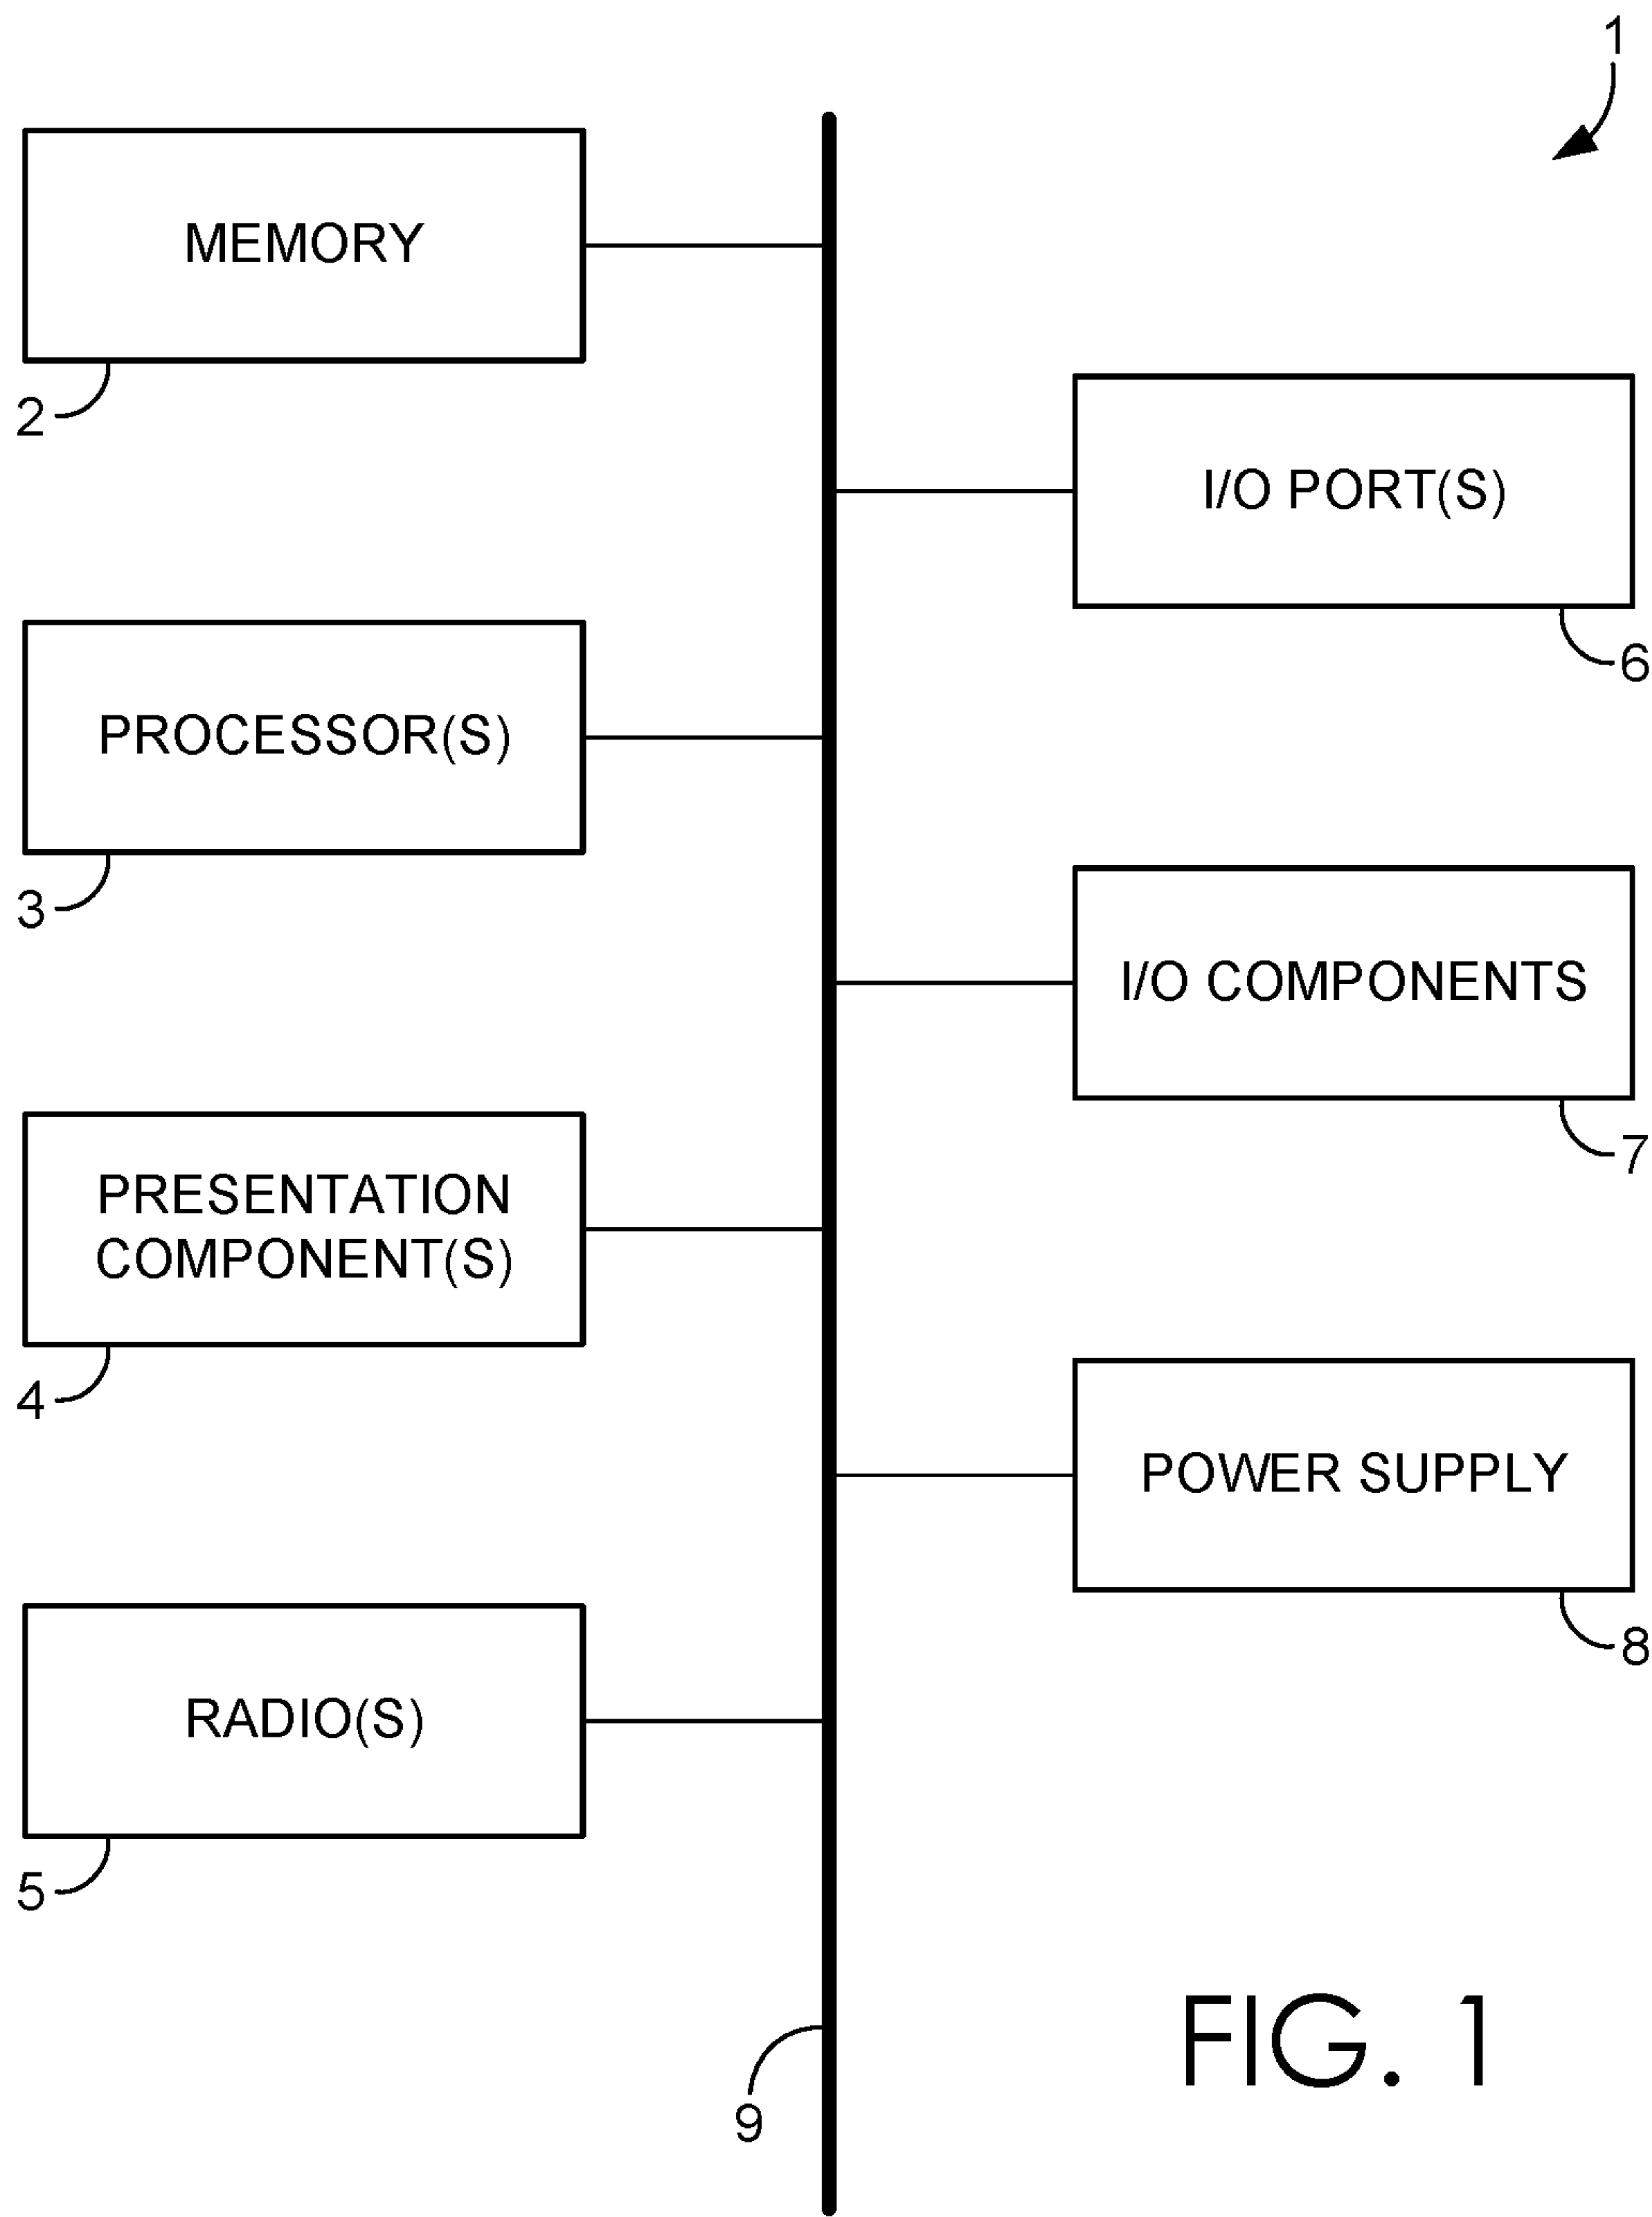 1
MEMORY
2
I/O PORT(S)
6
PROCESSOR(S)
3
I/O COMPONENTS
7
PRESENTATION
COMPONENT(S)
4
POWER SUPPLY
8
RADIO(S)
5
9
FIG. 1